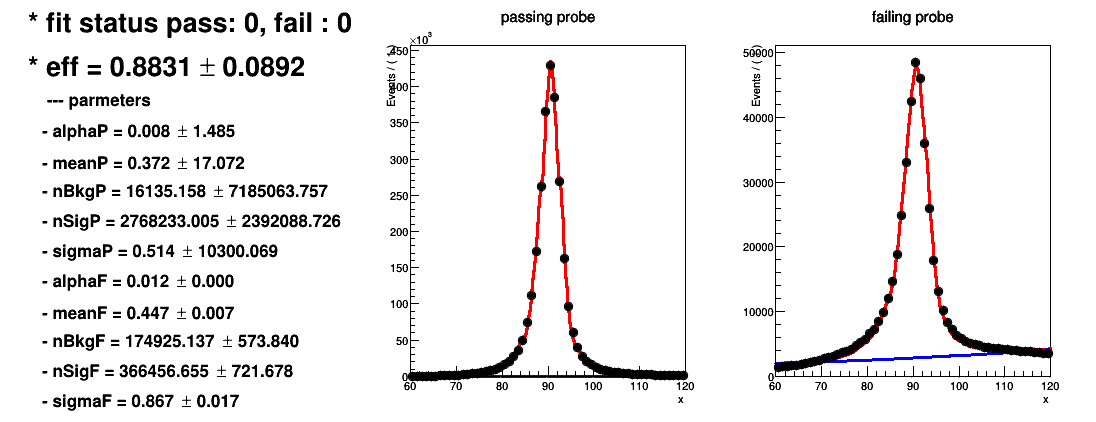 * fit status pass: 0, fail : 0
* eff = 0.8831 ± 0.0892
--- parmeters
- alphaP = 0.008 ± 1.485
- meanP = 0.372 ± 17.072
- nBkgP = 16135.158 ± 7185063.757
- nSigP = 2768233.005 ± 2392088.726
- sigmaP = 0.514 ± 10300.069
- alphaF = 0.012 ± 0.000
- meanF = 0.447 ± 0.007
- nBkgF = 174925.137 ± 573.840
- nSigF = 366456.655 ± 721.678
- sigmaF = 0.867 ± 0.017
passing probe
×10³
Events / ( 1 )
450
400
350
300
250
200
150
100
50
0
60 70 80 90 100 110 120
x
failing probe
Events / (
50000
40000
30000
20000
10000
0
60 70 80 90 100 110 120
x